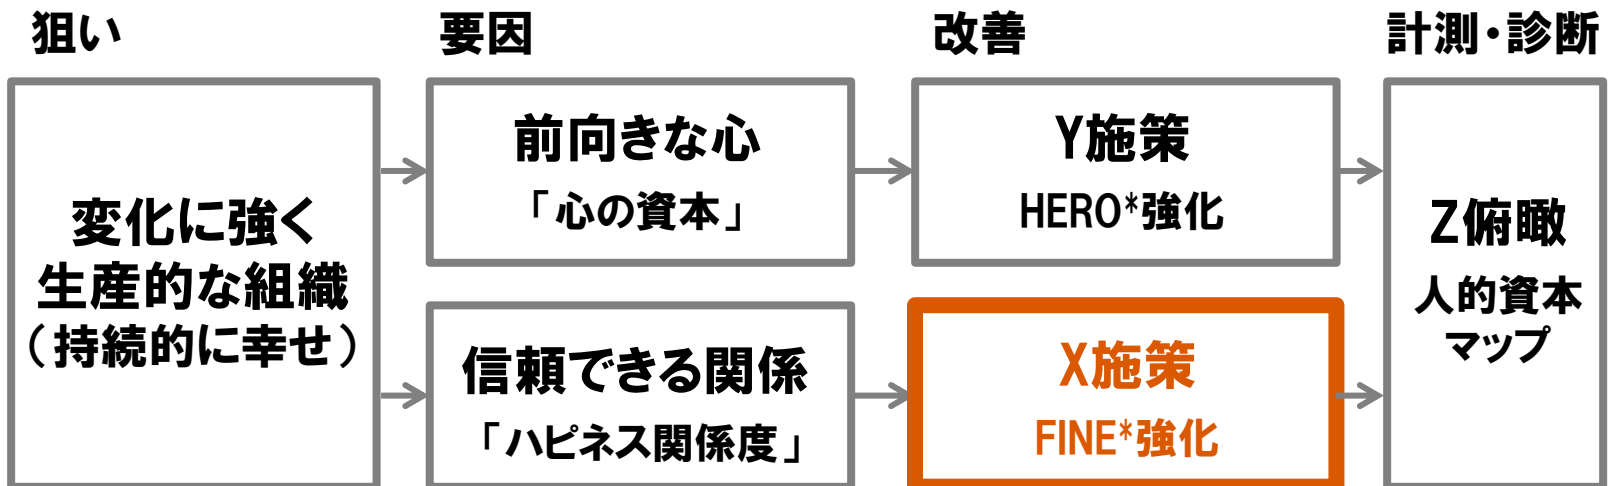 狙い
要因
改善
計測・診断
変化に強く
生産的な組織
(持続的に幸せ)
前向きな心
「心の資本」
信頼できる関係
「ハピネス関係度」
Y施策
HERO*強化
X施策
FINE*強化
Z俯瞰
人的資本
マップ